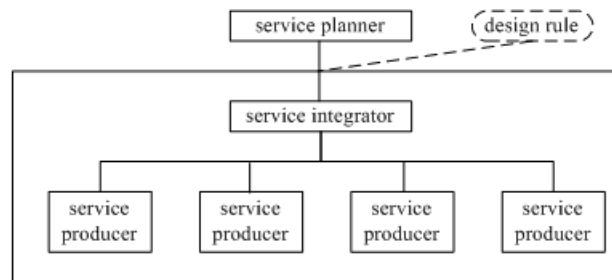 service planner
design rule
service integrator
service
producer
service
producer
service
producer
service
producer